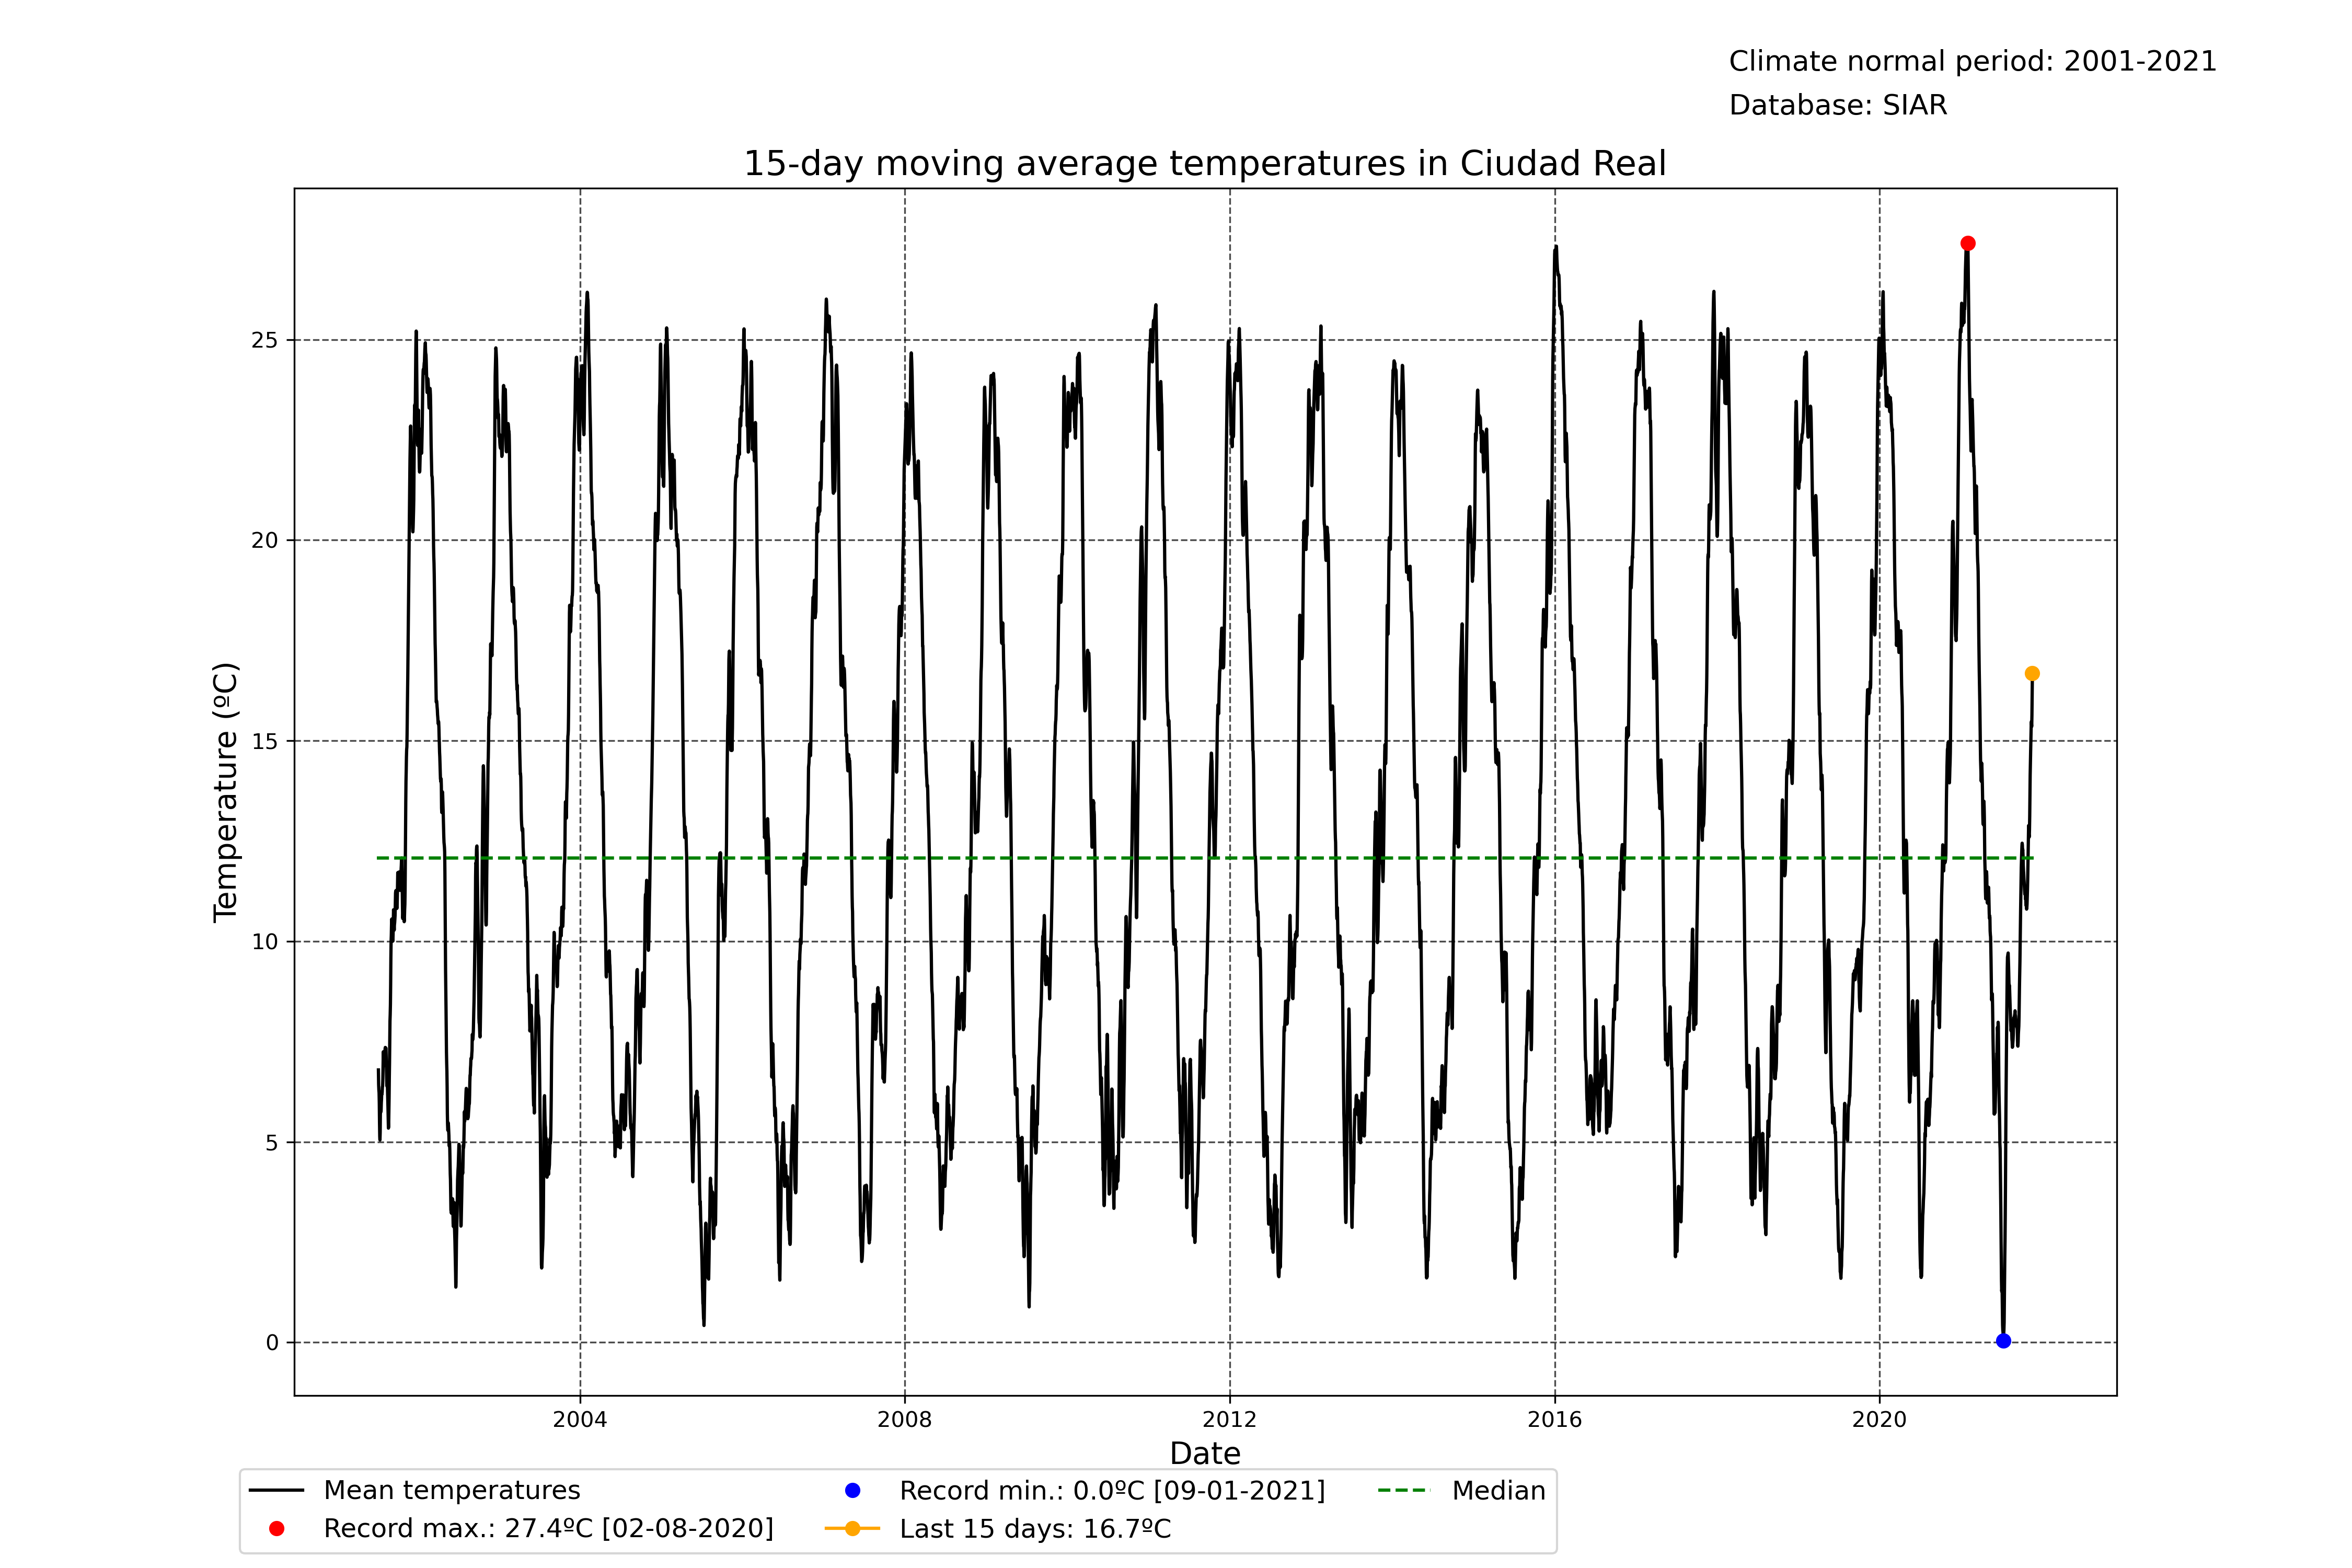 Climate normal period: 2001-2021
Database: SIAR
15-day moving average temperatures in Ciudad Real
Temperature (ºC)
25
20
15
10
5
0
2004 2008 2012 2016 2020
Date
Mean temperatures
Record max.: 27.4ºC [02-08-2020]
Record min.: 0.0ºC [09-01-2021]
Last 15 days: 16.7ºC
Median